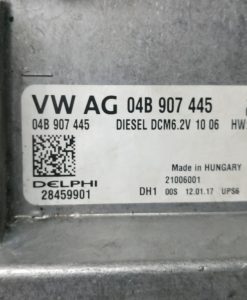 VW AG 04B 907 445
04B 907 445 DIESEL DCM6.2V 10 06 HW
Made in HUNGARY
21006001
DELPHI
28459901
DH1 00S 12.01.17 UPS6